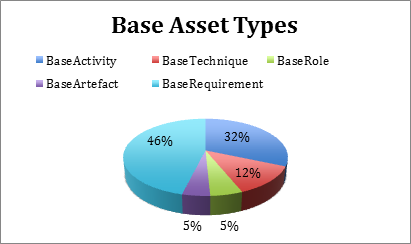 Base Asset Types
BaseActivity BaseTechnique BaseRole
BaseArtefact BaseRequirement
46% 32%
12%
5% 5%